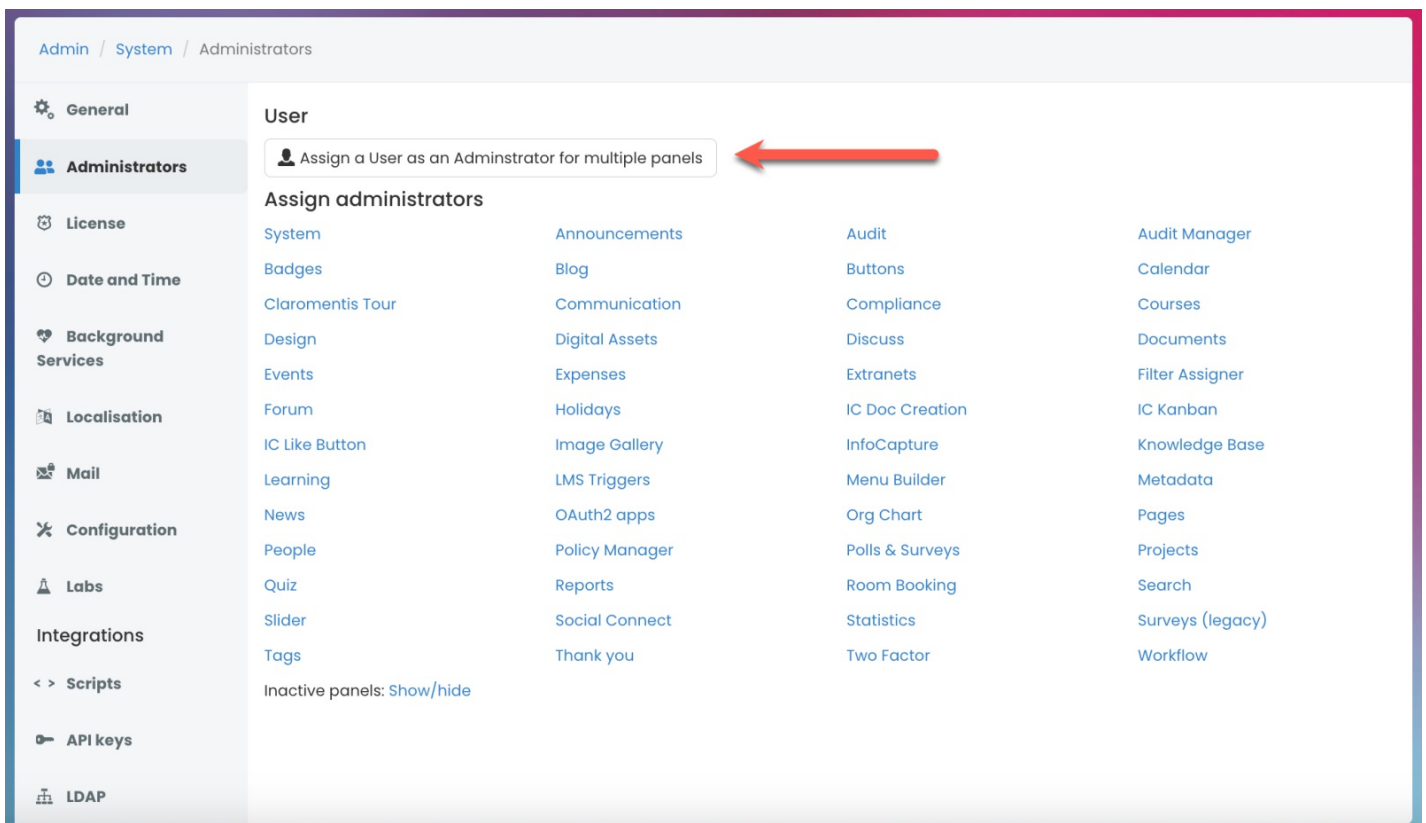 Admin / System / Administrators
General
Administrators
License
Date and Time
Background
Services
Localisation
Mail
Configuration
Labs
Integrations
< > Scripts
API keys
LDAP
User
Assign a User as an Adminstrator for multiple panels
Assign administrators
System Announcements Audit Audit Manager
Badges Blog Buttons Calendar
Claromentis Tour Communication Compliance Courses
Design Digital Assets Discuss Documents
Events Expenses Extranets Filter Assigner
Forum Holidays IC Doc Creation IC Kanban
IC Like Button Image Gallery InfoCapture Knowledge Base
Learning LMS Triggers Menu Builder Metadata
News OAuth2 apps Org Chart Pages
People Policy Manager Polls & Surveys Projects
Quiz Reports Room Booking Search
Slider Social Connect Statistics Surveys (legacy)
Tags Thank you Two Factor Workflow
Inactive panels: Show/hide